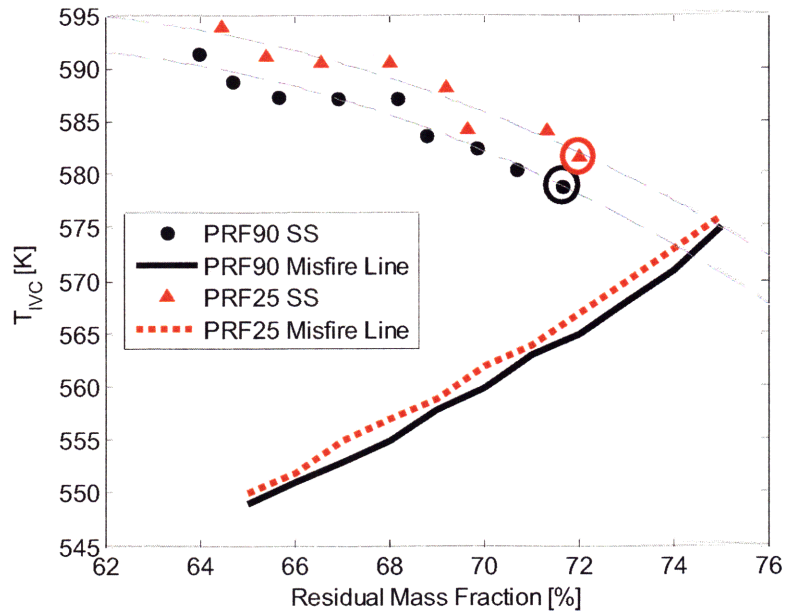 595
590
585
580
575
570
565
560
555
550
545
T_IVC [K]
PRF90 SS
PRF90 Misfire Line
PRF25 SS
PRF25 Misfire Line
62 64 66 68 70 72 74 76
Residual Mass Fraction [%]